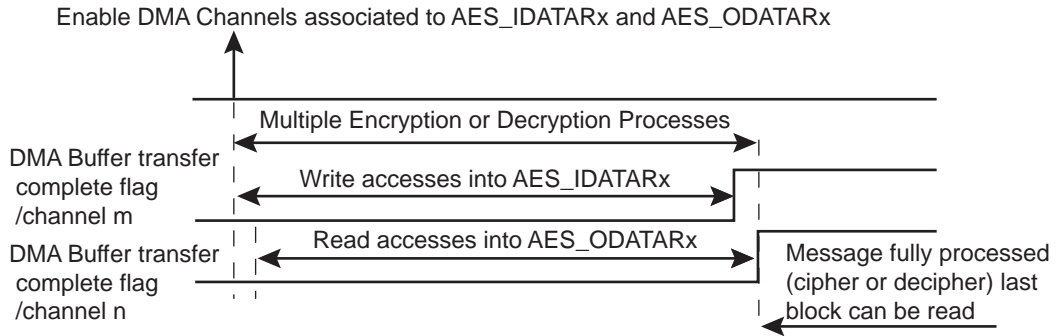 Enable DMA Channels associated to AES_IDATARx and AES_ODATARx
Multiple Encryption or Decryption Processes
DMA Buffer transfer
complete flag
/channel m
Write accesses into AES_IDATARx
DMA Buffer transfer
complete flag
/channel n
Read accesses into AES_ODATARx
Message fully processed
(cipher or decipher) last
block can be read